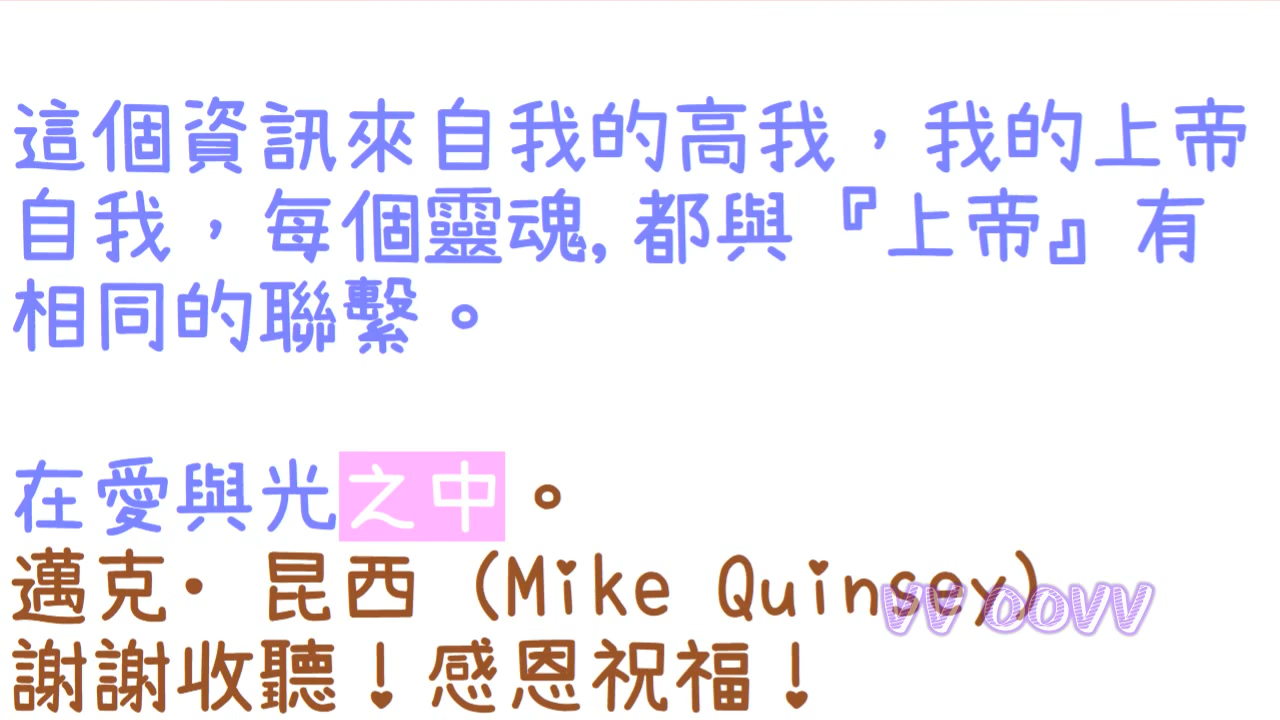 這個資訊來自我的高我，我的上帝
自我，每個靈魂,都與『上帝』有
相同的聯繫。
在愛與光之中。
邁克· 昆西 (Mike Quinsey)
VV OOVV
謝謝收聽！感恩祝福！